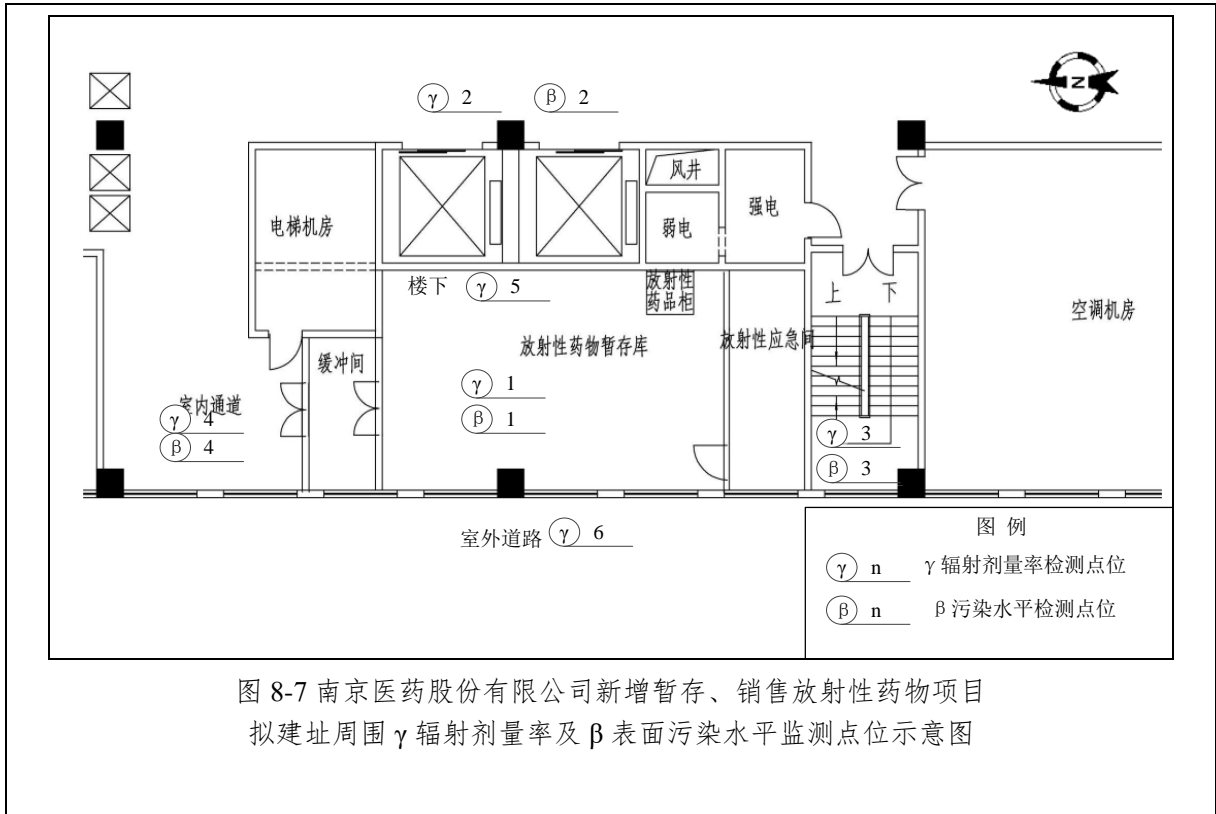 γ 2
β 2
N
风井
强电
弱电
电梯机房
楼下 γ 5
放射性
药品柜
上 下
空调机房
放射性药物暂存库
放射性应急间
缓冲间
γ 1
β 1
室内通道
γ 4
β 4
γ 3
β 3
室外道路 γ 6
图 例
γ n γ辐射剂量率检测点位
β n β污染水平检测点位
图 8-7 南京医药股份有限公司新增暂存、销售放射性药物项目
拟建址周围 γ 辐射剂量率及 β 表面污染水平监测点位示意图